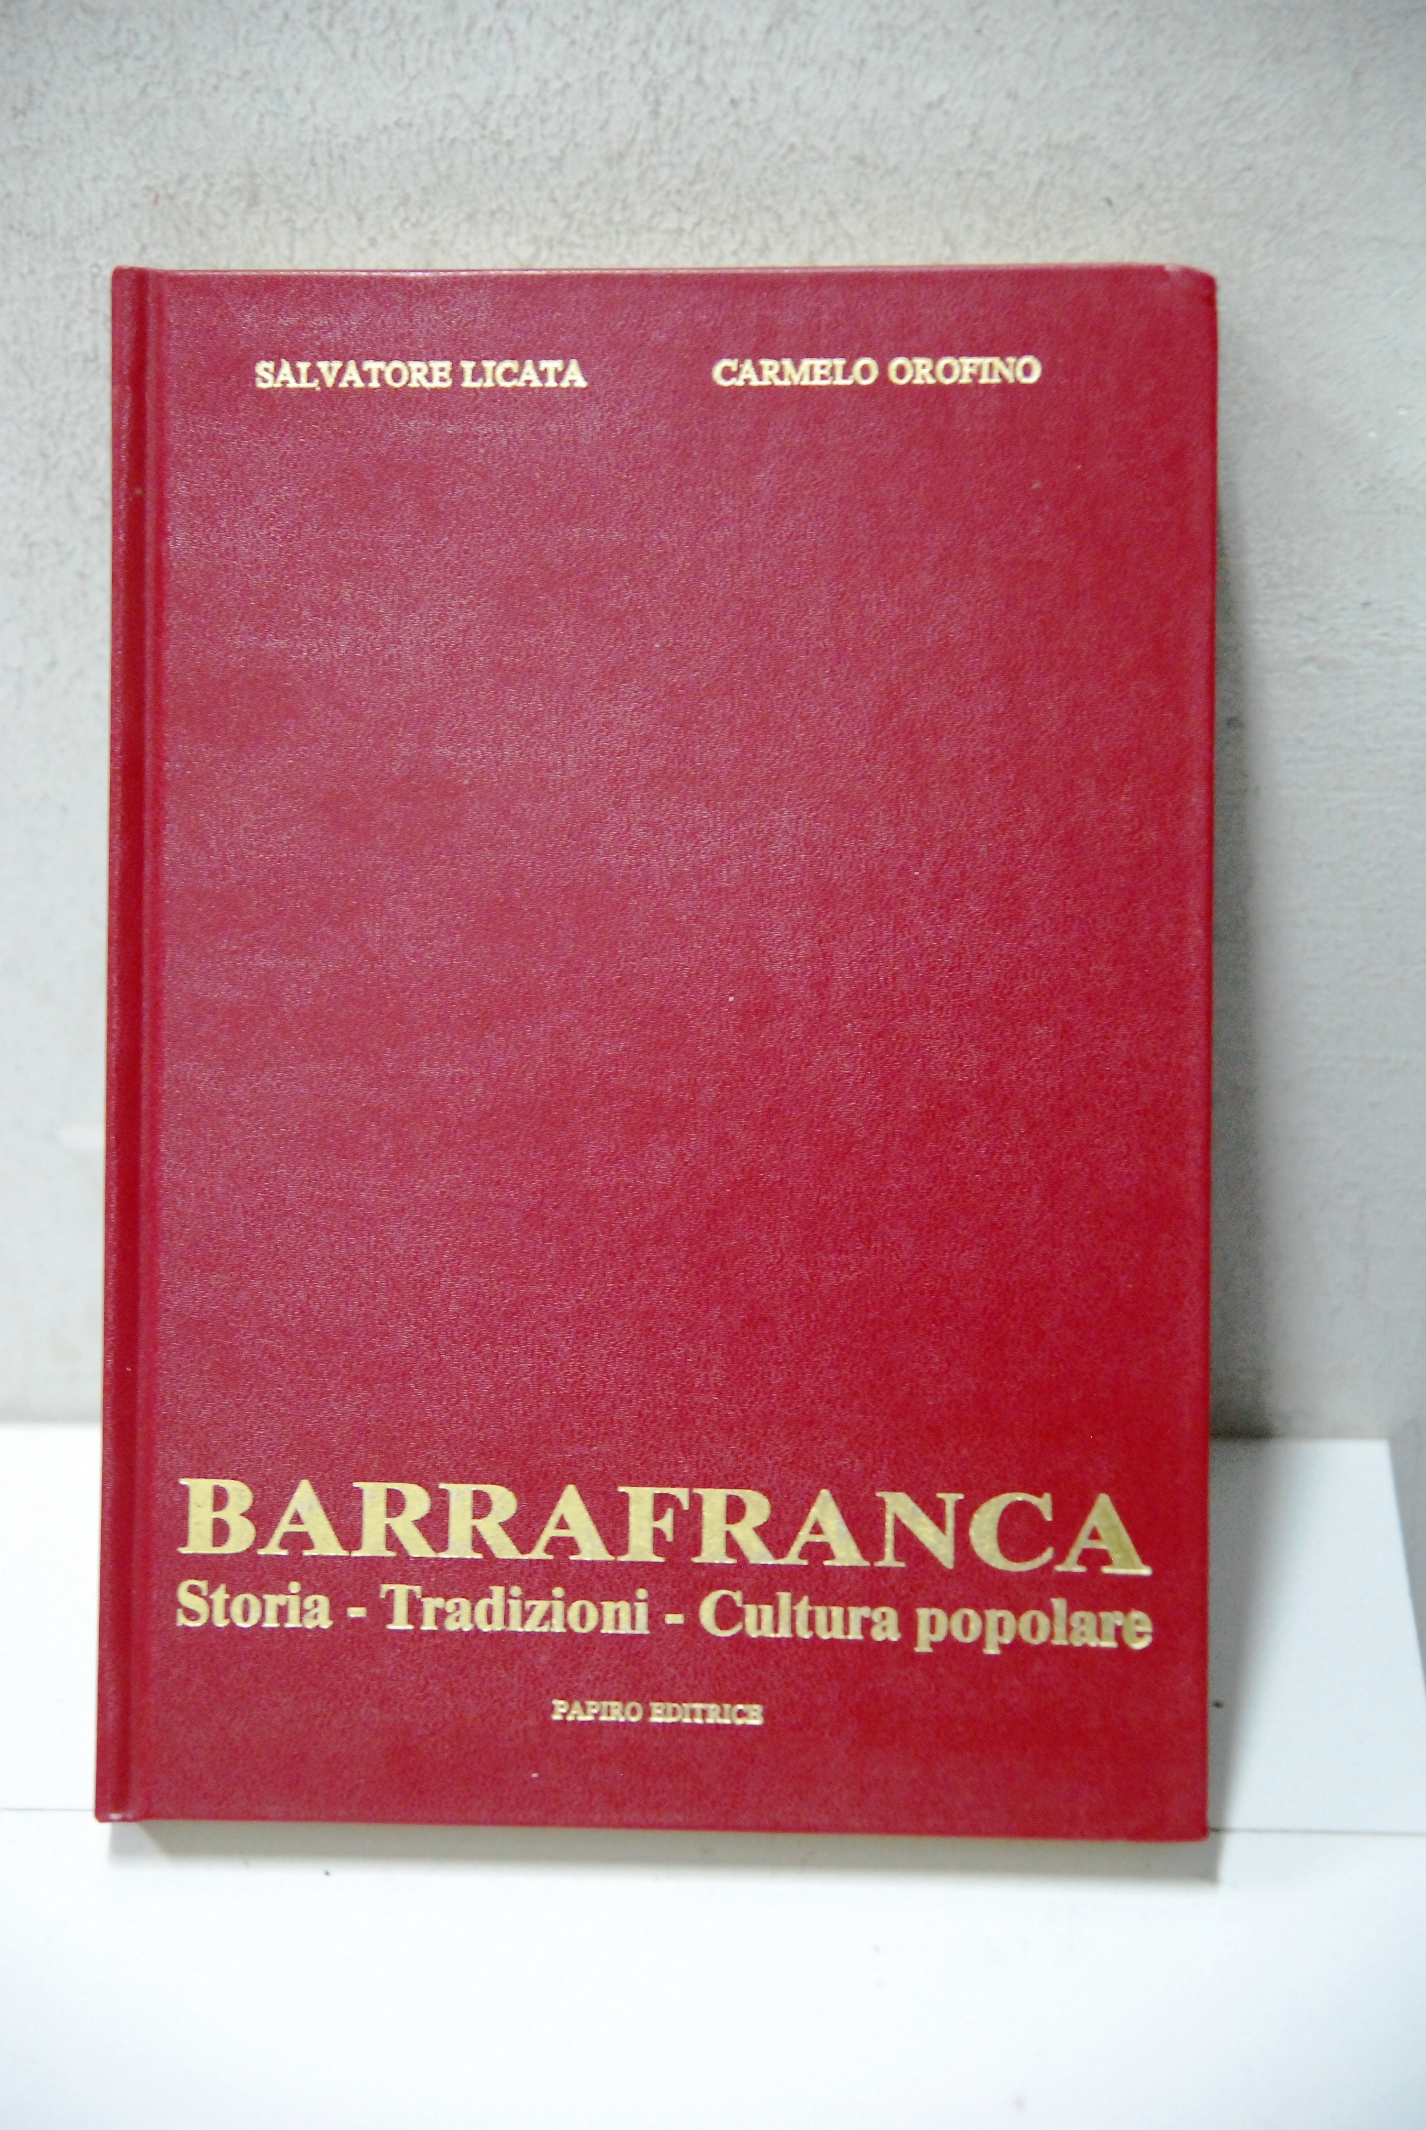 SALVATORE LICATA CARMELO OROFINO
BARRAFRANCA
Storia - Tradizioni - Cultura popolare
PAPIRO EDITRICE